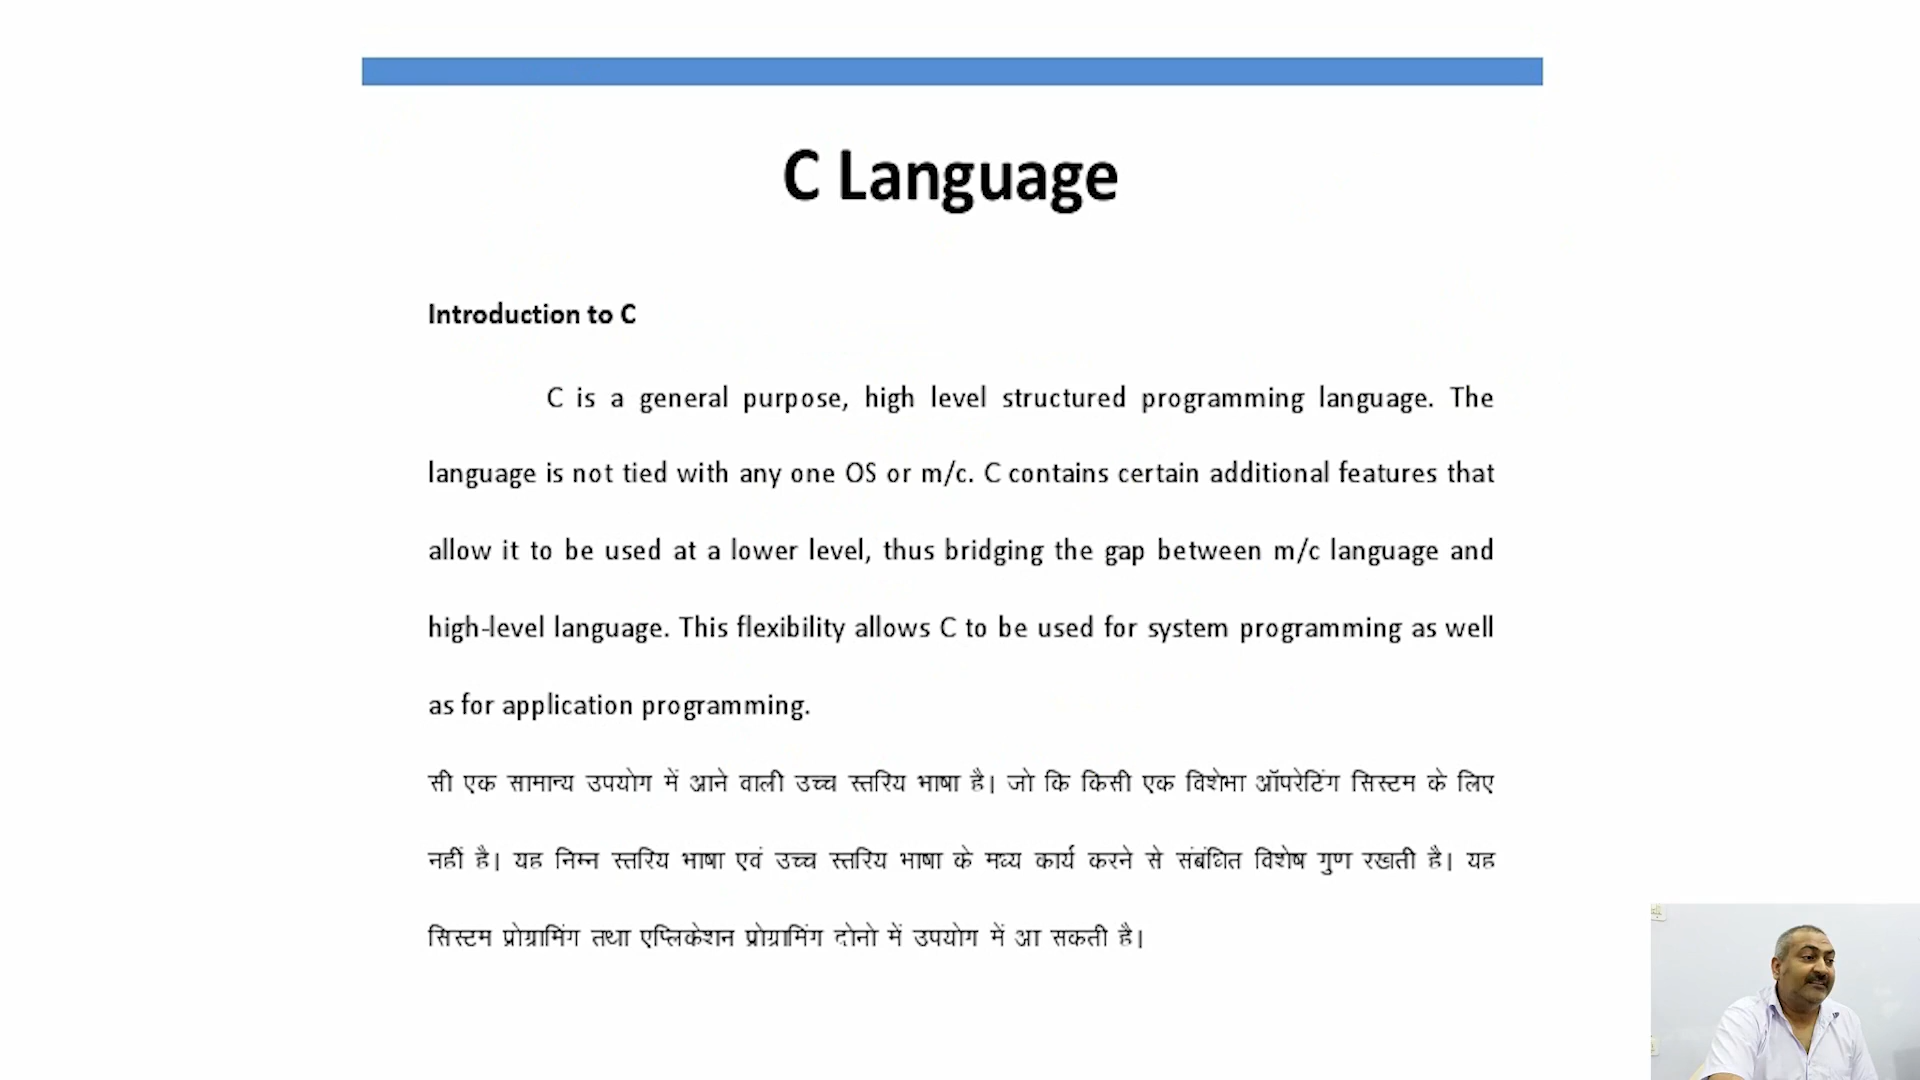 C Language
Introduction to C
C is a general purpose, high level structured programming language. The
language is not tied with any one OS or m/c. C contains certain additional features that
allow it to be used at a lower level, thus bridging the gap between m/c language and
high-level language. This flexibility allows C to be used for system programming as well
as for application programming.
सी एक सामान्य उपयोग में आने वाली उच्च स्तरिय भाषा है। जो कि किसी एक विशेभा ऑपरेटिंग सिस्टम के लिए
नहीं है। यह निम्न स्तरिय भाषा एवं उच्च स्तरिय भाषा के मध्य कार्य करने से संबंधित विशेष गुण रखती है। यह
सिस्टम प्रोग्रामिंग तथा एप्लिकेशन प्रोग्रामिंग दोनो में उपयोग में आ सकती है।